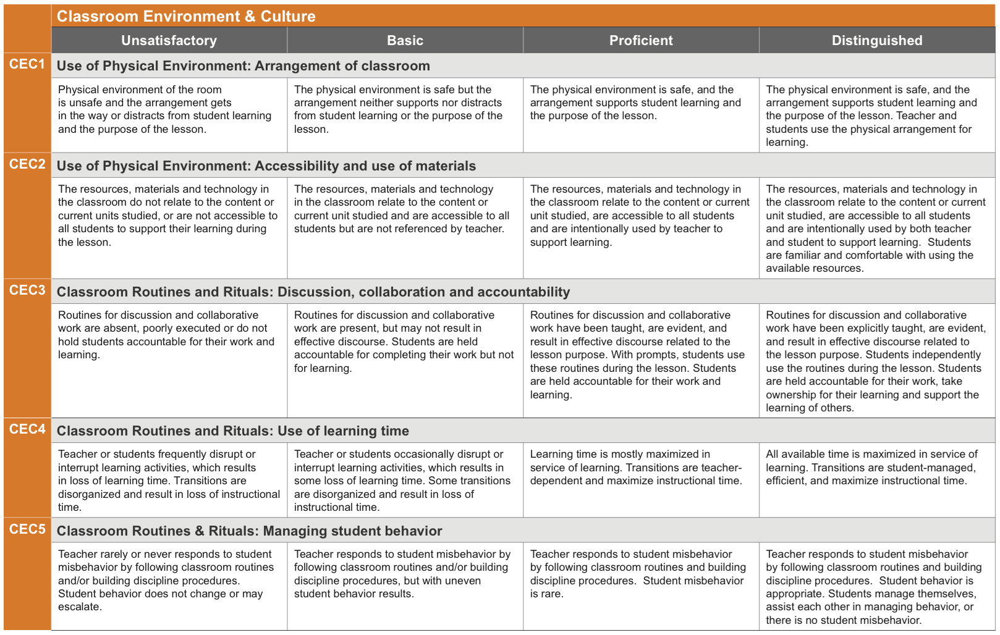 Classroom Environment & Culture
Unsatisfactory
Basic
Proficient
Distinguished
CEC1
Use of Physical Environment: Arrangement of classroom
Physical environment of the room
is unsafe and the arrangement gets
in the way or distracts from student learning
and the purpose of the lesson.
The physical environment is safe but the
arrangement neither supports nor distracts
from student learning or the purpose of the
lesson.
The physical environment is safe, and the
arrangement supports student learning and
the purpose of the lesson.
The physical environment is safe, and the
arrangement supports student learning and
the purpose of the lesson. Teacher and
students use the physical arrangement for
learning.
CEC2
Use of Physical Environment: Accessibility and use of materials
The resources, materials and technology in
the classroom do not relate to the content or
current units studied, or are not accessible to
all students to support their learning during
the lesson.
The resources, materials and technology
in the classroom relate to the content or
current unit studied and are accessible to all
students but are not referenced by teacher.
The resources, materials and technology in
the classroom relate to the content or current
unit studied, are accessible to all students
and are intentionally used by teacher to
support learning.
The resources, materials and technology in
the classroom relate to the content or current
unit studied, are accessible to all students
and are intentionally used by both teacher
and student to support learning.  Students
are familiar and comfortable with using the
available resources.
CEC3
Classroom Routines and Rituals: Discussion, collaboration and accountability
Routines for discussion and collaborative
work are absent, poorly executed or do not
hold students accountable for their work and
learning.
Routines for discussion and collaborative
work are present, but may not result in
effective discourse. Students are held
accountable for completing their work but not
for learning.
Routines for discussion and collaborative
work have been taught, are evident, and
result in effective discourse related to the
lesson purpose. With prompts, students use
these routines during the lesson. Students
are held accountable for their work and
learning.
Routines for discussion and collaborative
work have been explicitly taught, are evident,
and result in effective discourse related to
the lesson purpose. Students independently
use the routines during the lesson. Students
are held accountable for their work, take
ownership for their learning and support the
learning of others.
CEC4
Classroom Routines and Rituals: Use of learning time
Teacher or students frequently disrupt or
interrupt learning activities, which results
in loss of learning time. Transitions are
disorganized and result in loss of instructional
time.
Teacher or students occasionally disrupt or
interrupt learning activities, which results in
some loss of learning time. Some transitions
are disorganized and result in loss of
instructional time.
Learning time is mostly maximized in
service of learning. Transitions are teacher-
dependent and maximize instructional time.
All available time is maximized in service of
learning. Transitions are student-managed,
efficient, and maximize instructional time.
CEC5
Classroom Routines & Rituals: Managing student behavior
Teacher rarely or never responds to student
misbehavior by following classroom routines
and/or building discipline procedures.
Student behavior does not change or may
escalate.
Teacher responds to student misbehavior by
following classroom routines and/or building
discipline procedures, but with uneven
student behavior results.
Teacher responds to student misbehavior
by following classroom routines and building
discipline procedures.  Student misbehavior
is rare.
Teacher responds to student misbehavior
by following classroom routines and building
discipline procedures.  Student behavior is
appropriate. Students manage themselves,
assist each other in managing behavior, or
there is no student misbehavior.